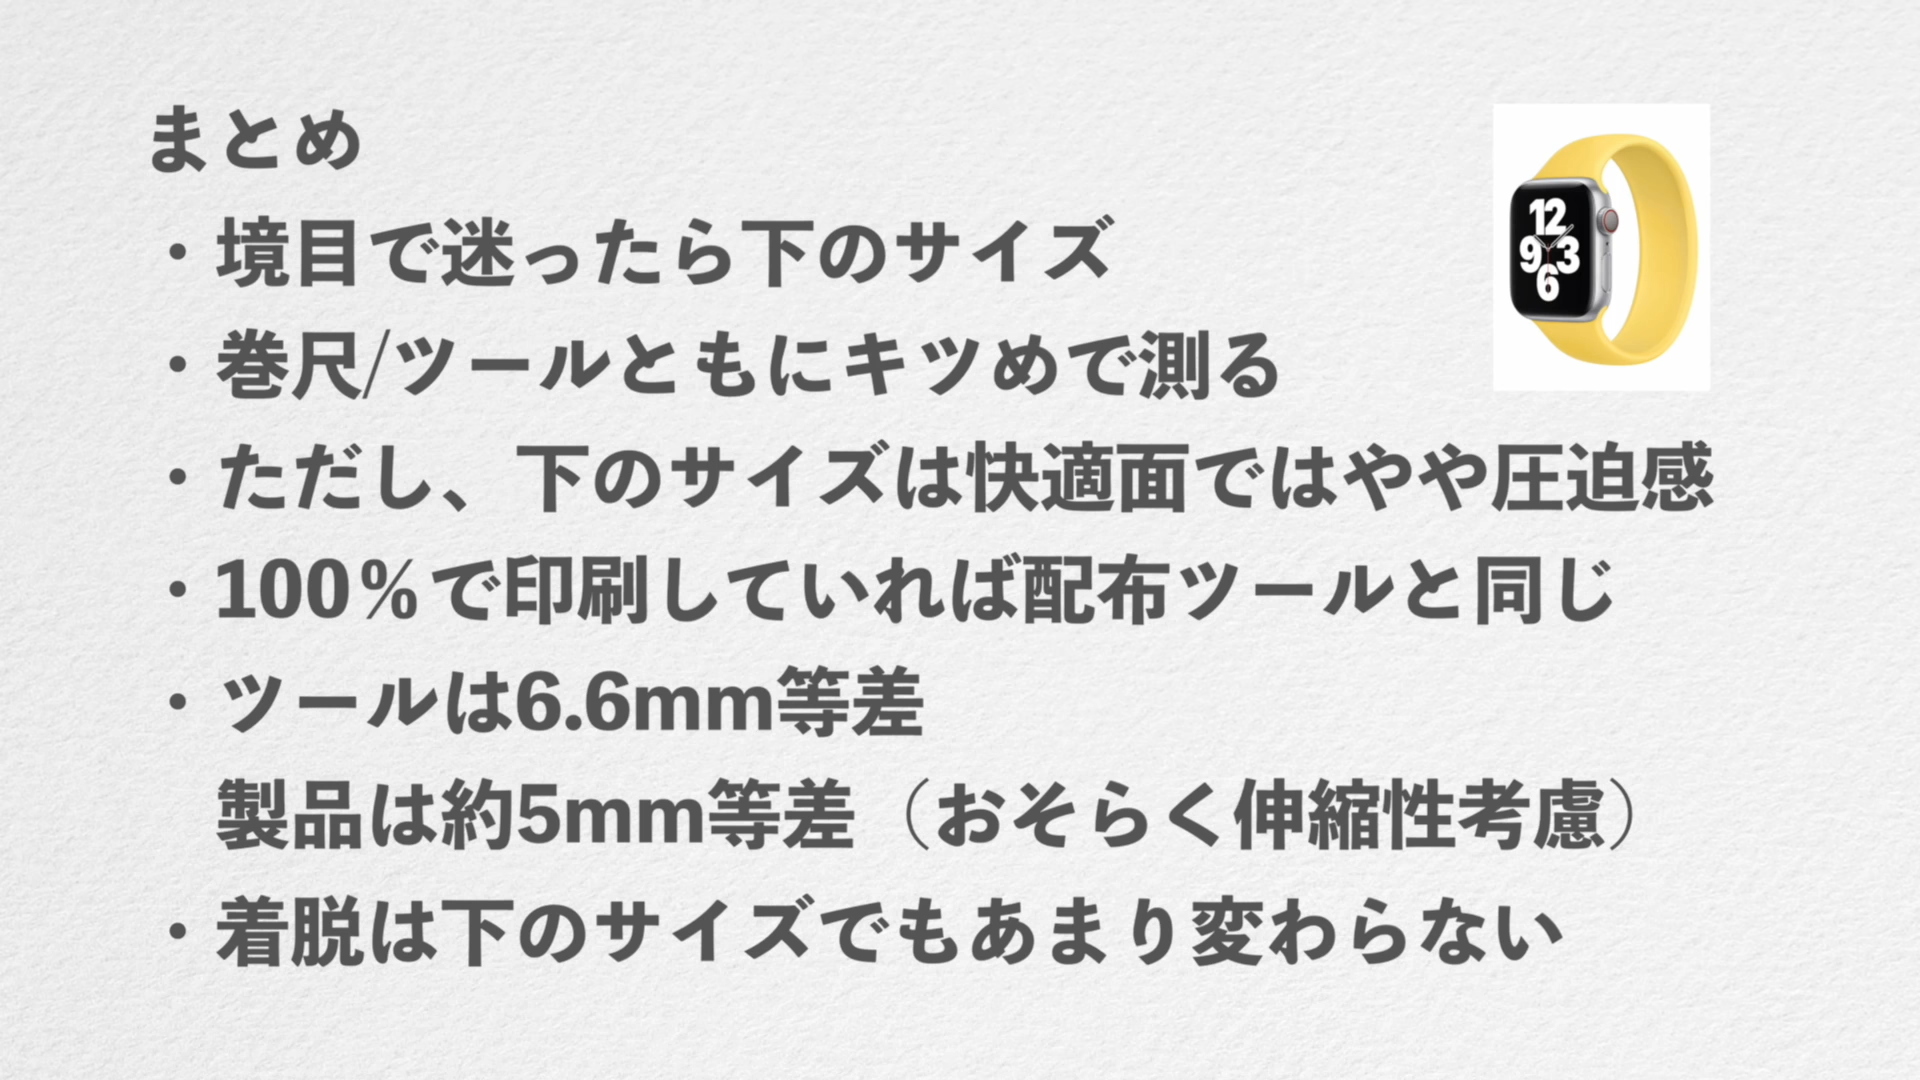 まとめ
・境目で迷ったら下のサイズ
・巻尺/ツールともにキツめで測る
・ただし、下のサイズは快適面ではやや圧迫感
・100％で印刷していれば配布ツールと同じ
・ツールは6.6mm等差
製品は約5mm等差（おそらく伸縮性考慮）
・着脱は下のサイズでもあまり変わらない
12
9 3
6